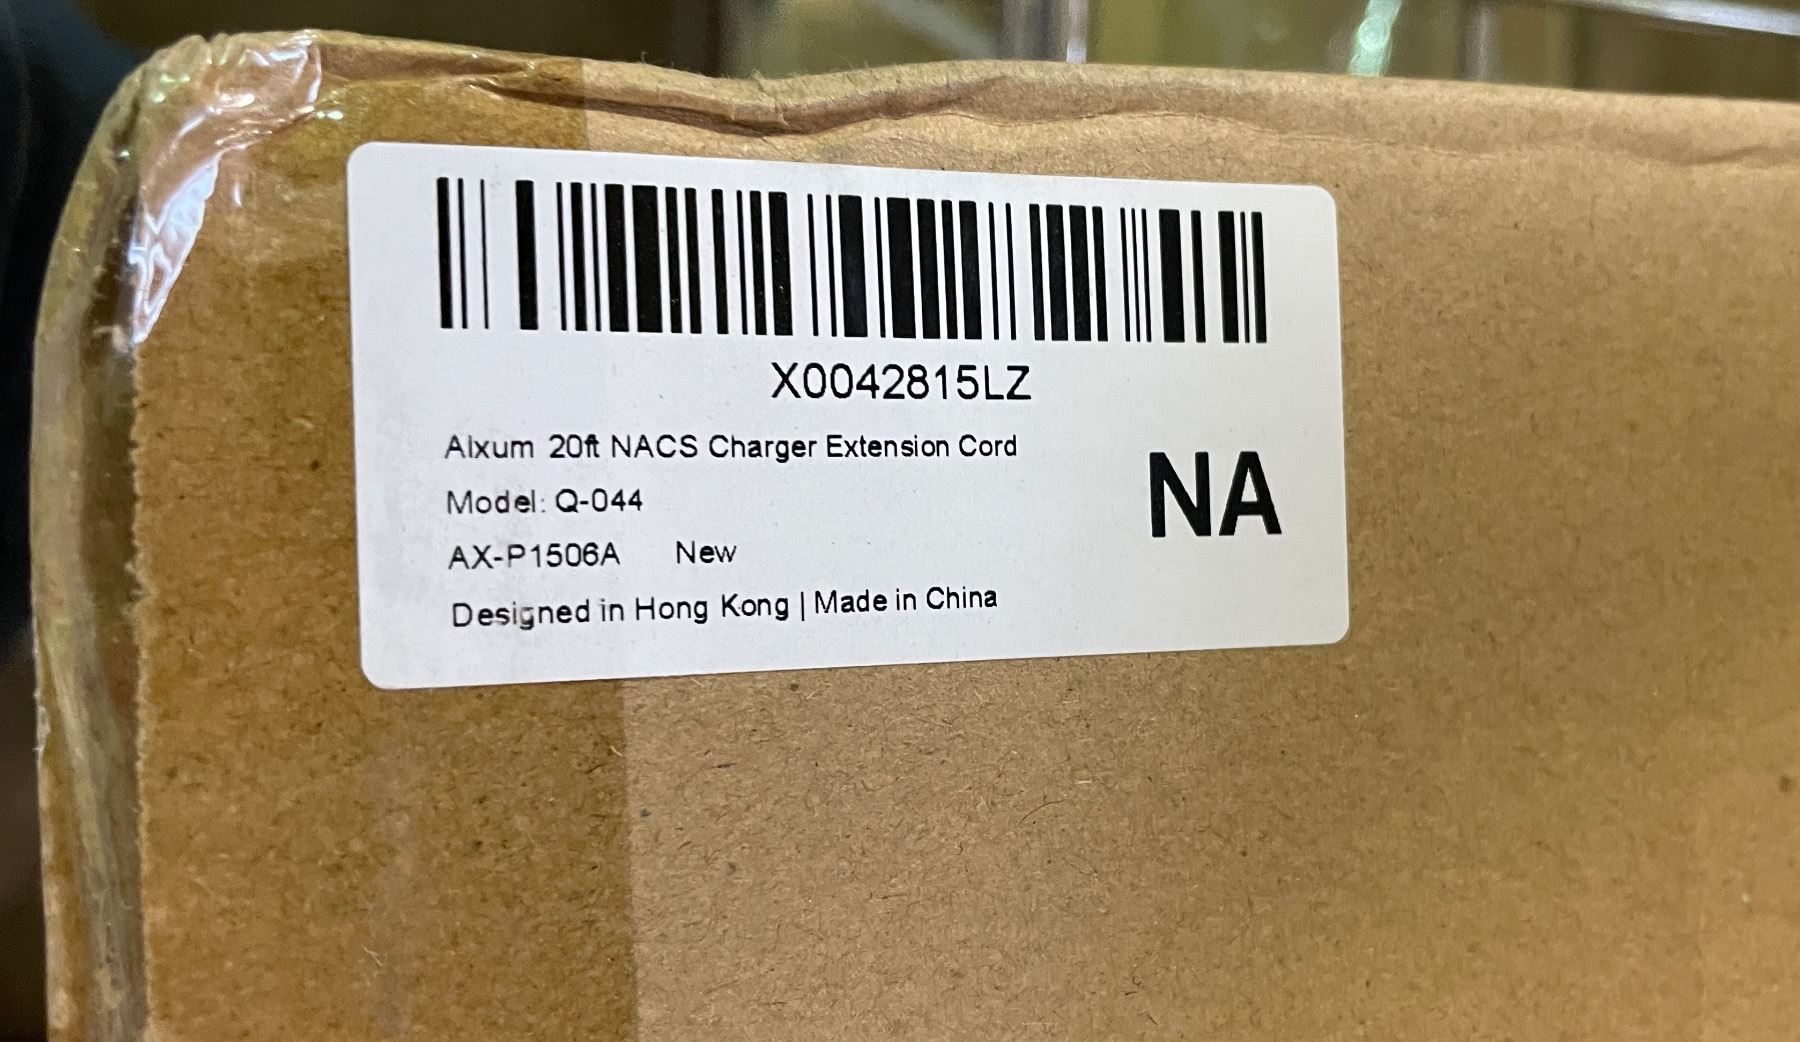 X0042815LZ
Alxum 20ft NACS Charger Extension Cord
Model: Q-044
AX-P1506A New
NA
Designed in Hong Kong | Made in China